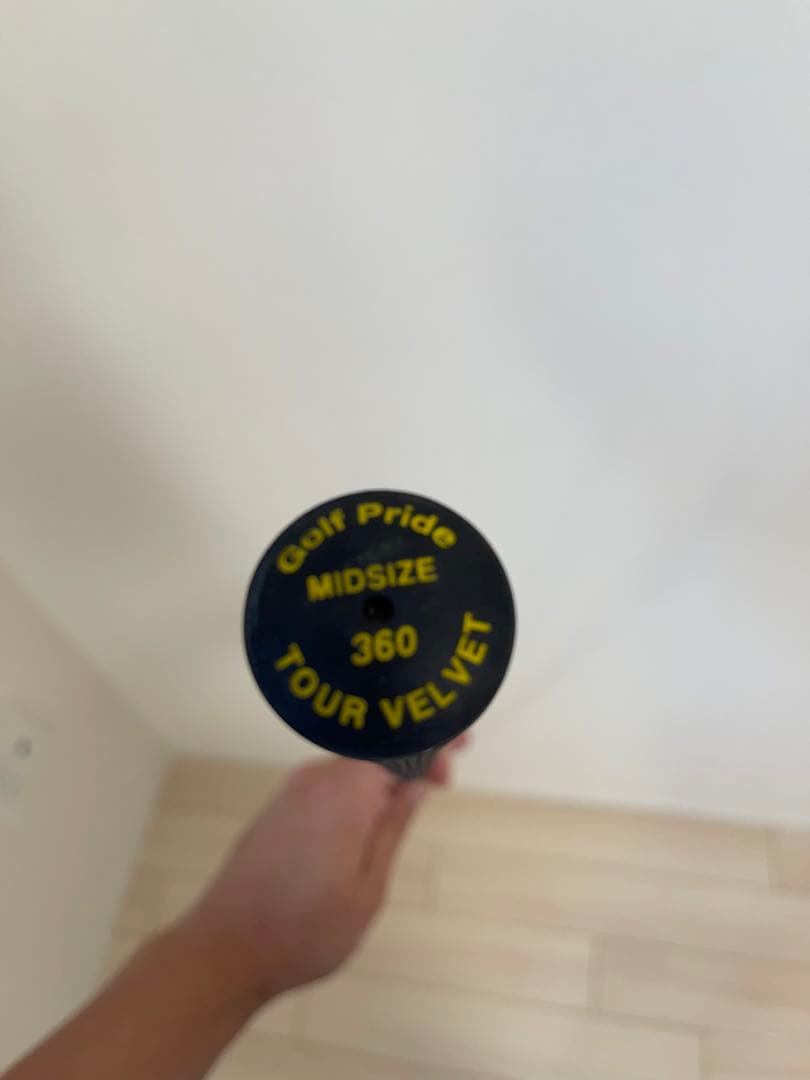 Golf Pride
MIDSIZE
360
TOUR VELVET